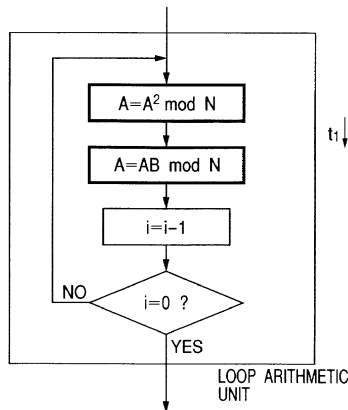 A=A² mod N
t₁
A=AB mod N
i=i-1
NO
i=0 ?
YES
LOOP ARITHMETIC
UNIT